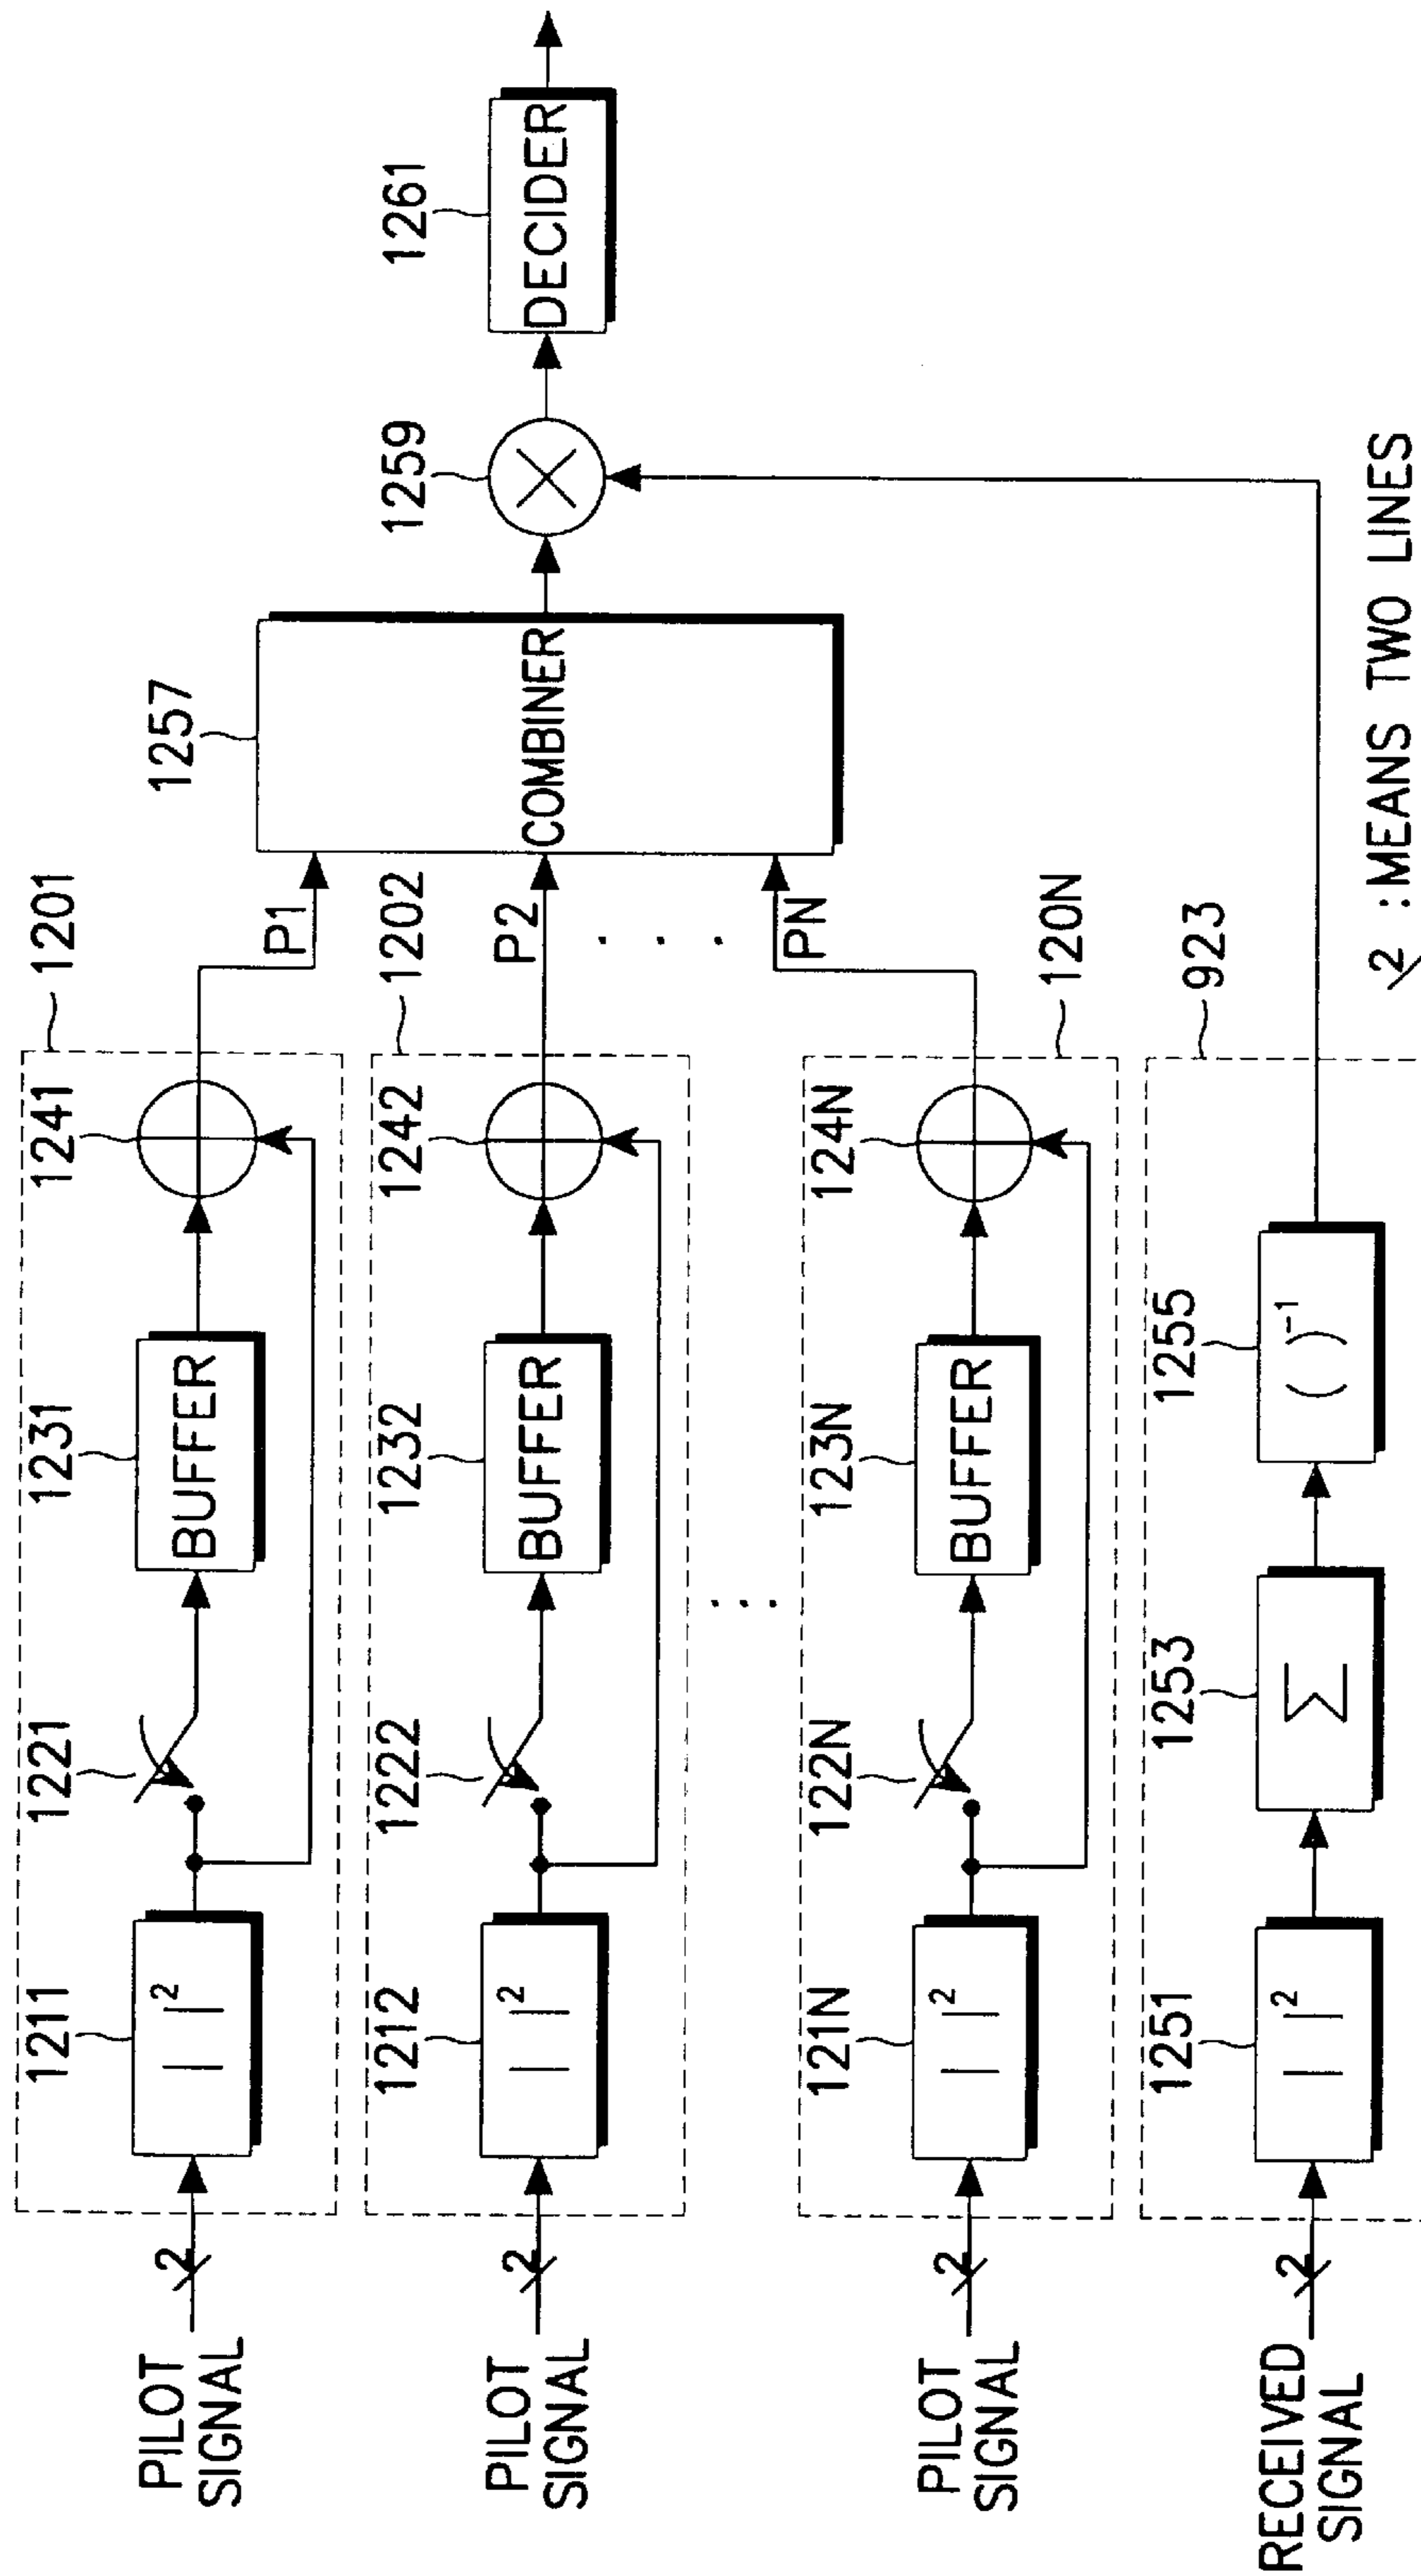 PILOT
SIGNAL
2
1211
| |²
1221
1231
BUFFER
1241
1201
P1
PILOT
SIGNAL
2
1212
| |²
1222
1232
BUFFER
1242
1202
P2
. . .
. . .
PILOT
SIGNAL
2
121N
| |²
122N
123N
BUFFER
124N
120N
PN
1257
COMBINER
1259
1261
DECIDER
RECEIVED
SIGNAL
2
1251
| |²
1253
Σ
1255
( )⁻¹
923
2 :MEANS TWO LINES